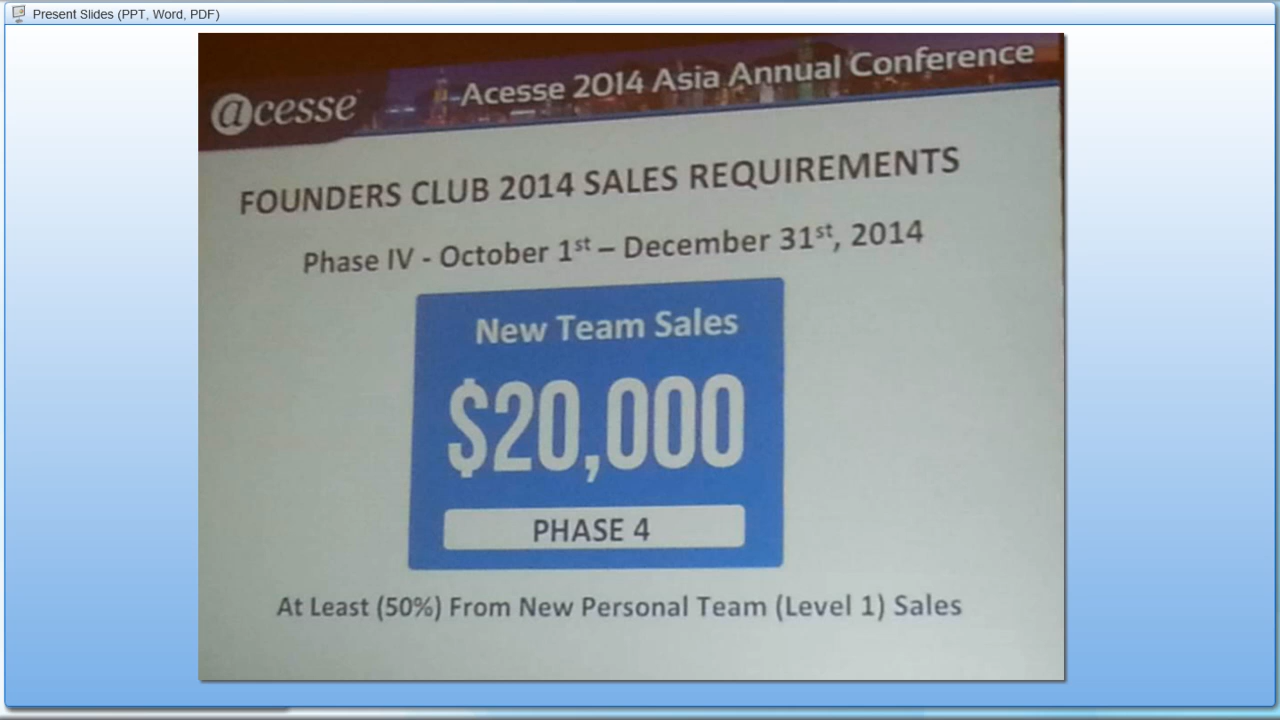 Present Slides (PPT, Word, PDF)
@cesse
Acesse 2014 Asia Annual Conference
FOUNDERS CLUB 2014 SALES REQUIREMENTS
Phase IV - October 1st – December 31st, 2014
New Team Sales
$20,000
PHASE 4
At Least (50%) From New Personal Team (Level 1) Sales